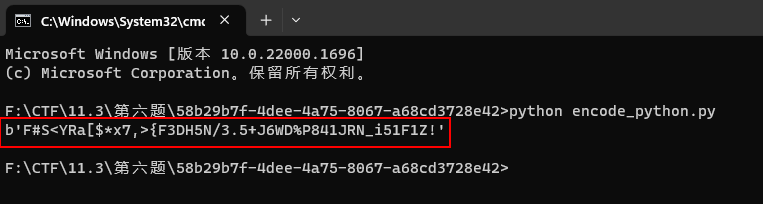 C:\Windows\System32\cmd
Microsoft Windows [版本 10.0.22000.1696]
(c) Microsoft Corporation。保留所有权利。
F:\CTF\11.3\第六题\58b29b7f-4dee-4a75-8067-a68cd3728e42>python encode_python.py
b'F#S<YRa[$*x7,>{F3DH5N/3.5+J6WD%P841JRN_i51F1Z!'
F:\CTF\11.3\第六题\58b29b7f-4dee-4a75-8067-a68cd3728e42>